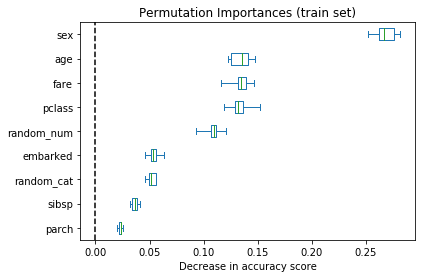 Permutation Importances (train set)
sex
age
fare
pclass
random_num
embarked
random_cat
sibsp
parch
0.00 0.05 0.10 0.15 0.20 0.25
Decrease in accuracy score